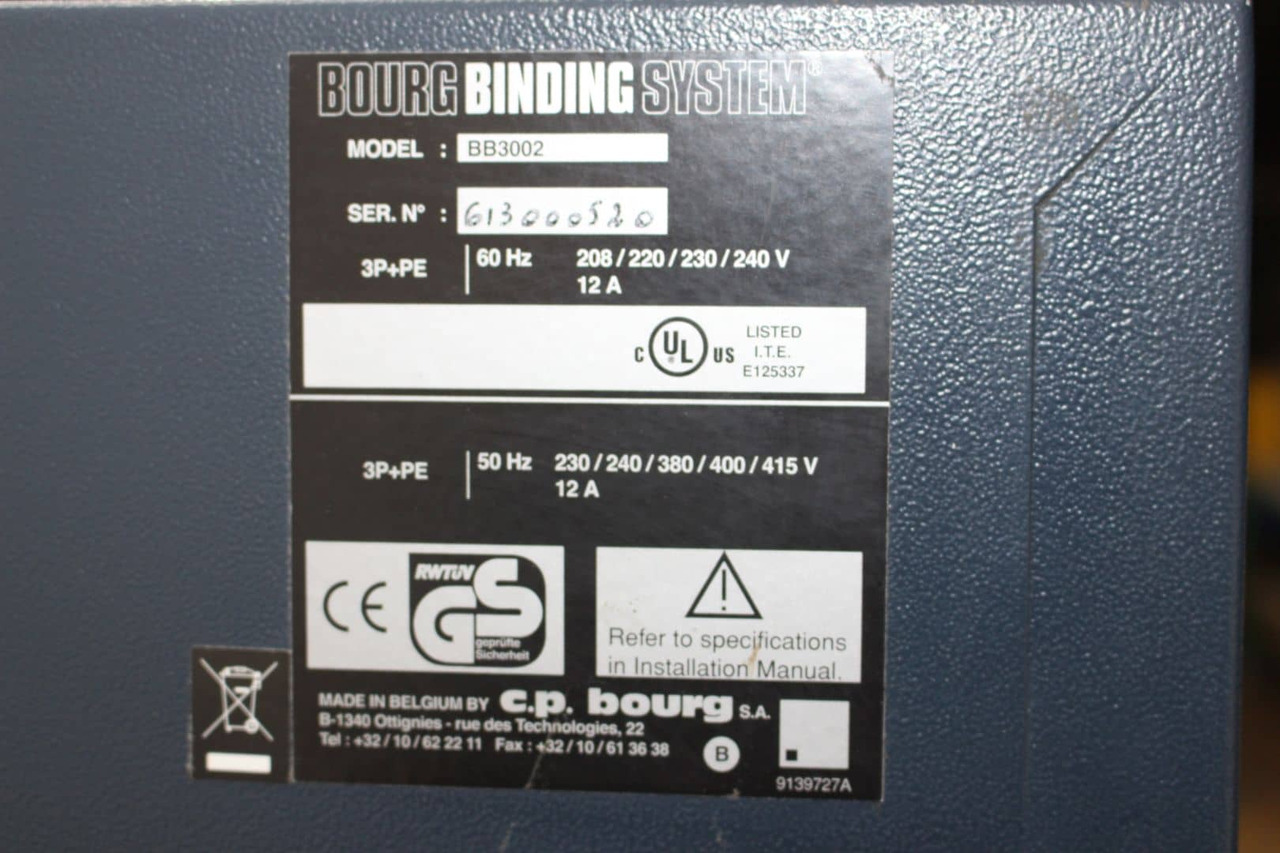 BOURG BINDING SYSTEM®
MODEL : BB3002
SER. N° : 613000520
3P+PE 60 Hz 208 / 220 / 230 / 240 V
12 A
C UL ® US LISTED
I.T.E.
E125337
3P+PE 50 Hz 230 / 240 / 380 / 400 / 415 V
12 A
CE RWTÜV
GS
geprüfte
Sicherheit
Refer to specifications
in Installation Manual.
MADE IN BELGIUM BY c.p. bourg S.A.
B-1340 Ottignies - rue des Technologies, 22
Tel : +32 / 10 / 62 22 11 Fax : +32 / 10 / 61 36 38
B
9139727A